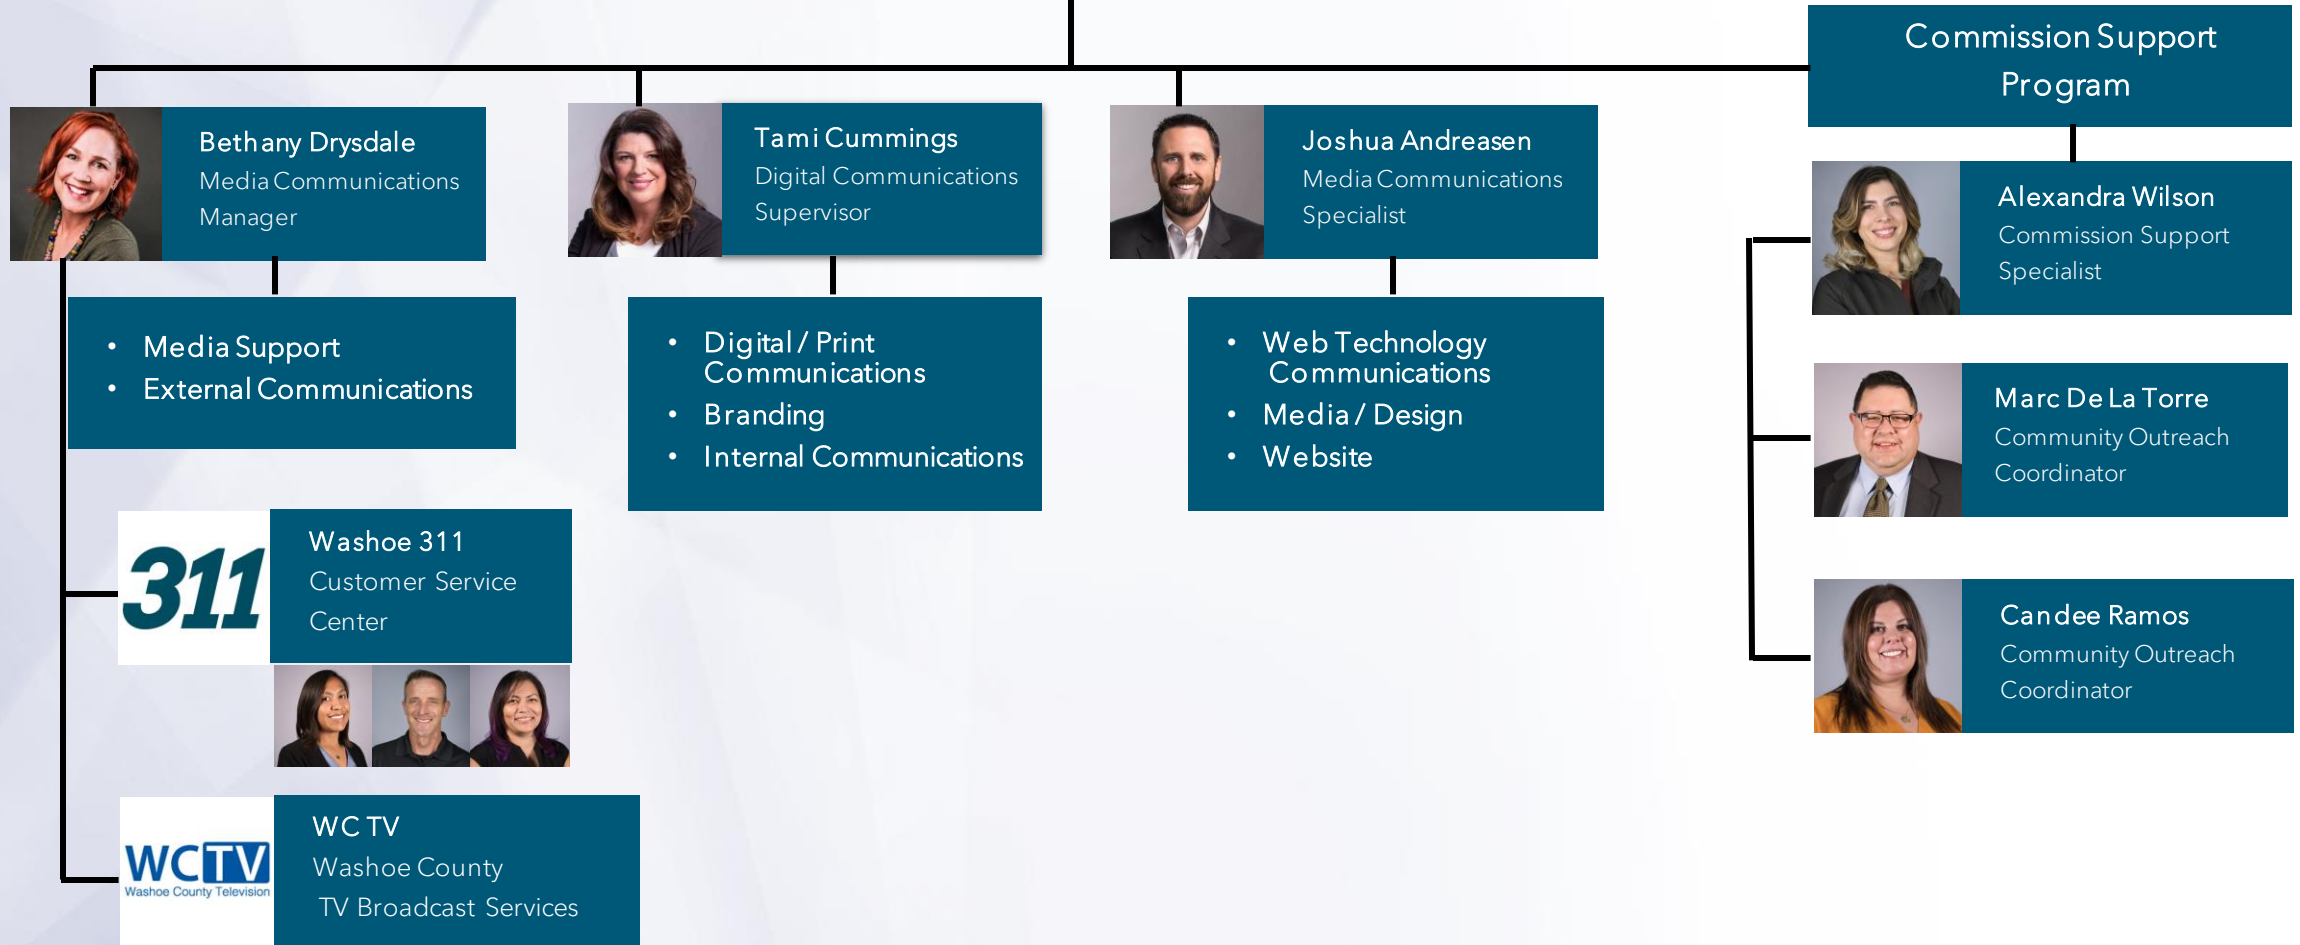 Commission Support
Program
Bethany Drysdale
Media Communications
Manager
Tami Cummings
Digital Communications
Supervisor
Joshua Andreasen
Media Communications
Specialist
Alexandra Wilson
Commission Support
Specialist
• Media Support
• External Communications
• Digital / Print
Communications
• Branding
• Internal Communications
• Web Technology
Communications
• Media / Design
• Website
Marc De La Torre
Community Outreach
Coordinator
311
Washoe 311
Customer Service
Center
Candee Ramos
Community Outreach
Coordinator
WCTV
Washoe County Television
WC TV
Washoe County
TV Broadcast Services